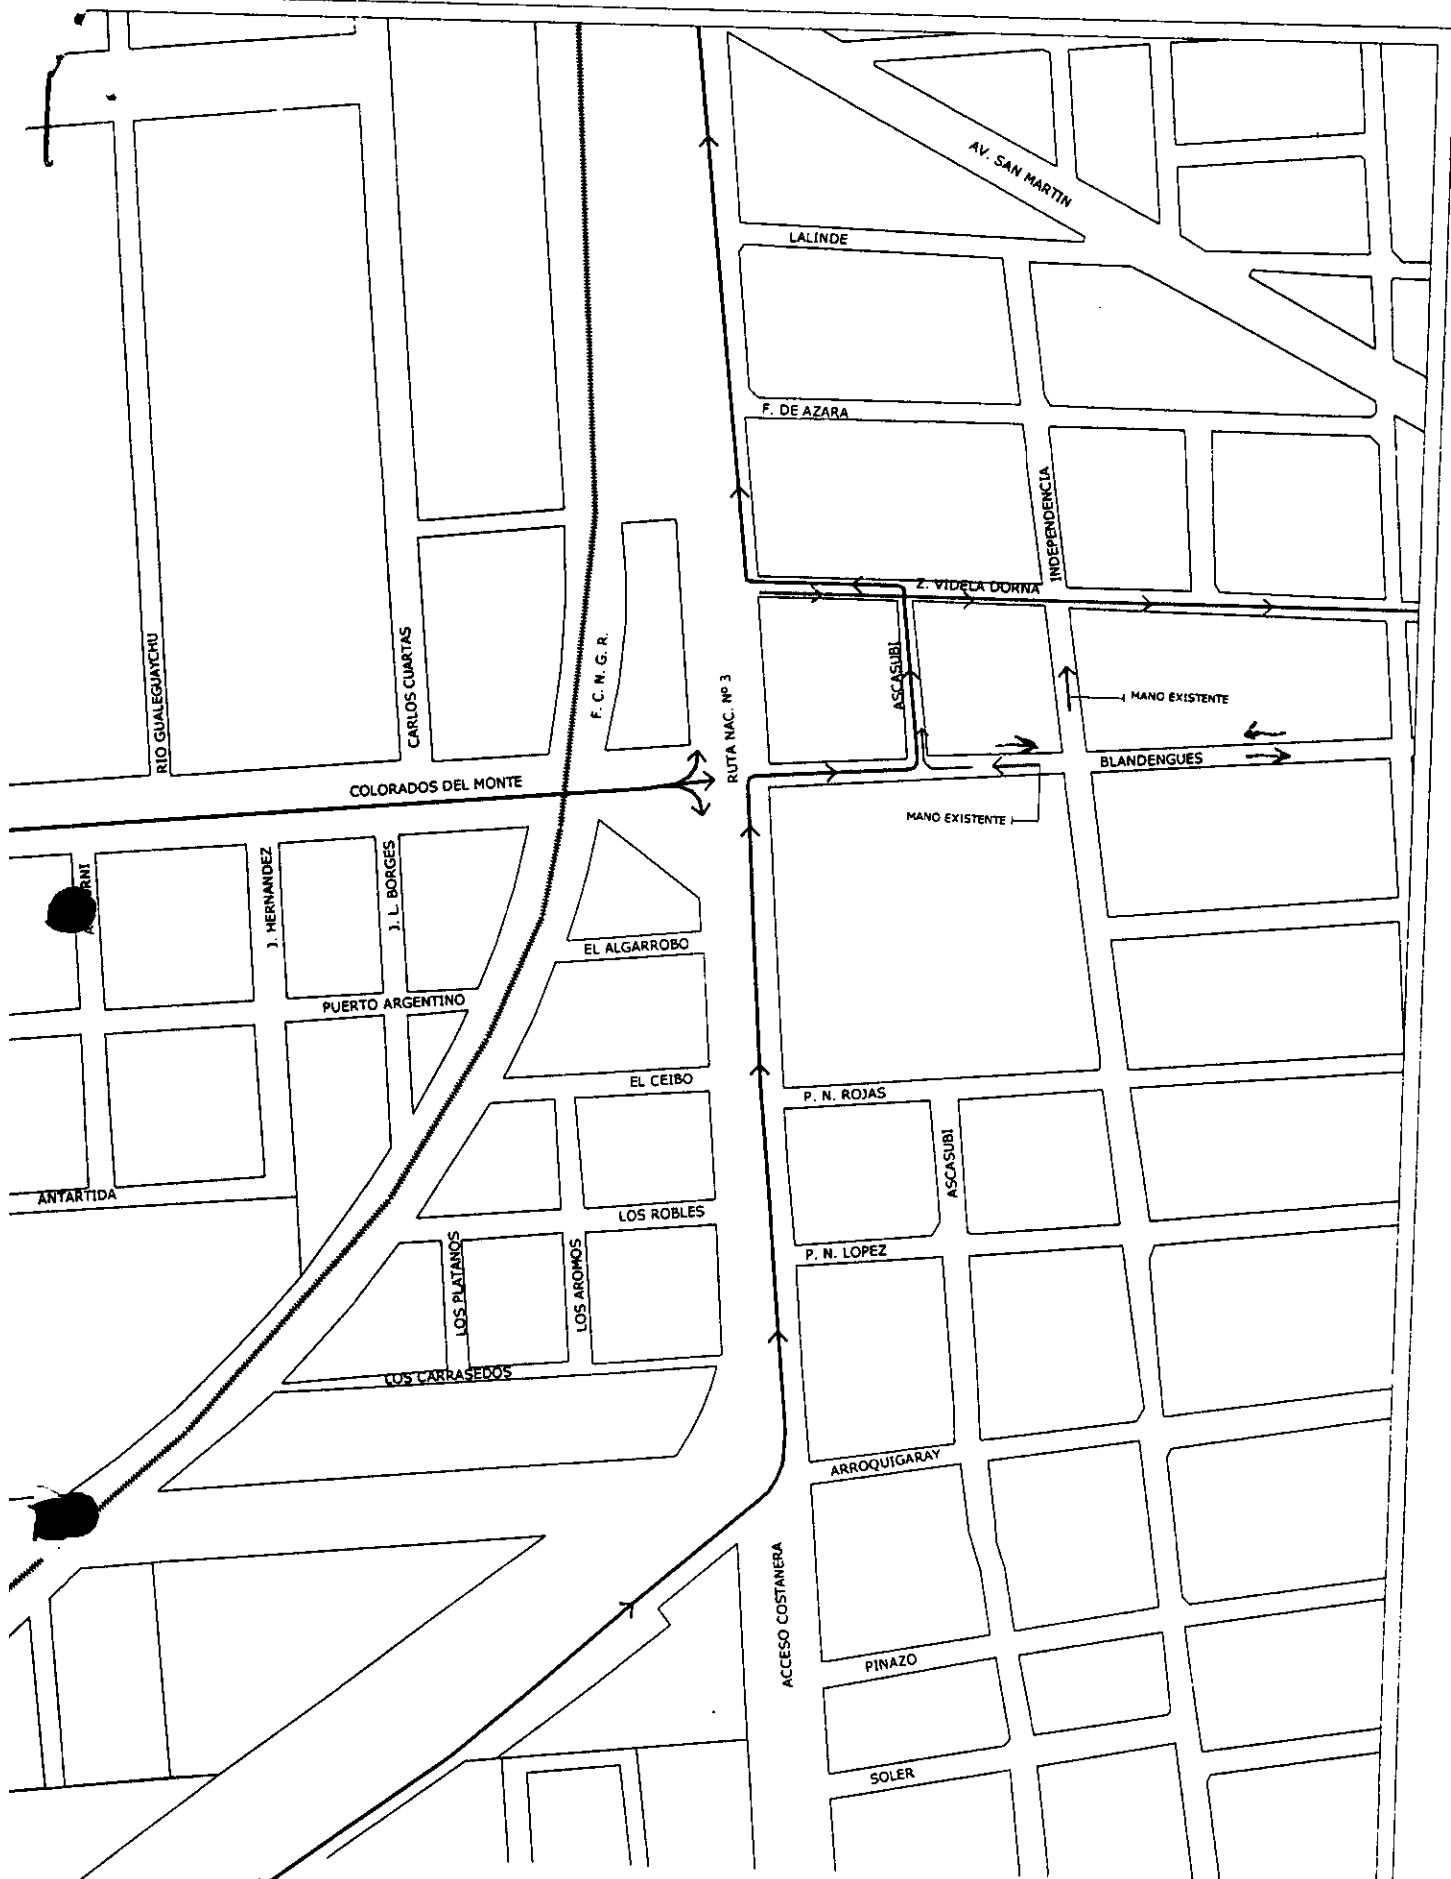 AV. SAN MARTIN
LALINDE
F. DE AZARA
INDEPENDENCIA
Z. VIDELA DORNA
RIO GUALEGUAYCHU
CARLOS CUARTAS
F. C. N. G. R.
RUTA NAC. Nº 3
ASCASUBI
MANO EXISTENTE
BLANDENGUES
COLORADOS DEL MONTE
MANO EXISTENTE
J. HERNANDEZ
J. L. BORGES
EL ALGARROBO
PUERTO ARGENTINO
EL CEIBO
P. N. ROJAS
ASCASUBI
ANTARTIDA
LOS ROBLES
P. N. LOPEZ
LOS PLATANOS
LOS AROMOS
LOS CARRASEDOS
ARROQUIGARAY
ACCESO COSTANERA
PINAZO
SOLER